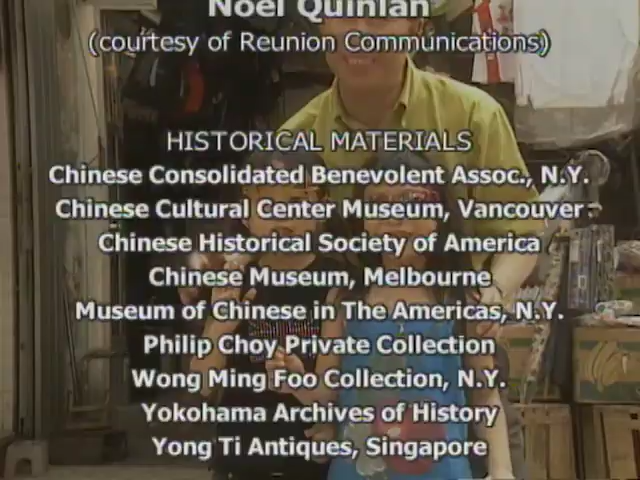 Noel Quinlan
(courtesy of Reunion Communications)
HISTORICAL MATERIALS
Chinese Consolidated Benevolent Assoc., N.Y.
Chinese Cultural Center Museum, Vancouver
Chinese Historical Society of America
Chinese Museum, Melbourne
Museum of Chinese in The Americas, N.Y.
Philip Choy Private Collection
Wong Ming Foo Collection, N.Y.
Yokohama Archives of History
Yong Ti Antiques, Singapore